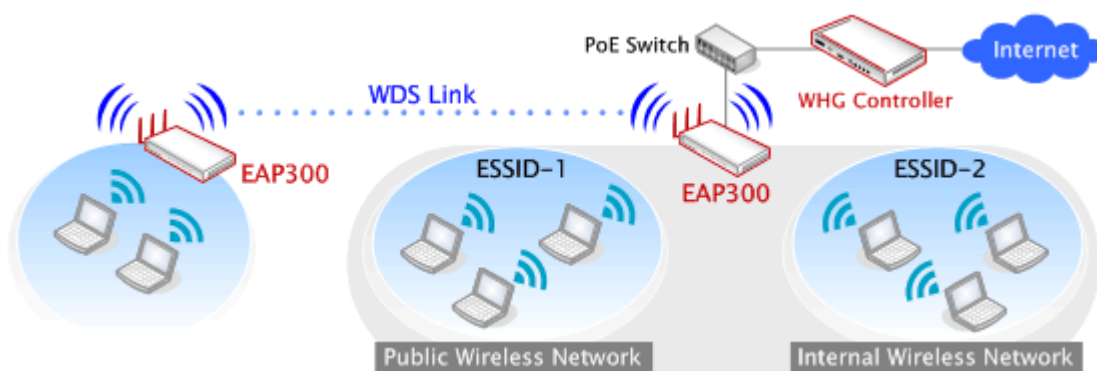 PoE Switch
Internet
WHG Controller
WDS Link
EAP300
EAP300
ESSID-1
ESSID-2
Public Wireless Network
Internal Wireless Network